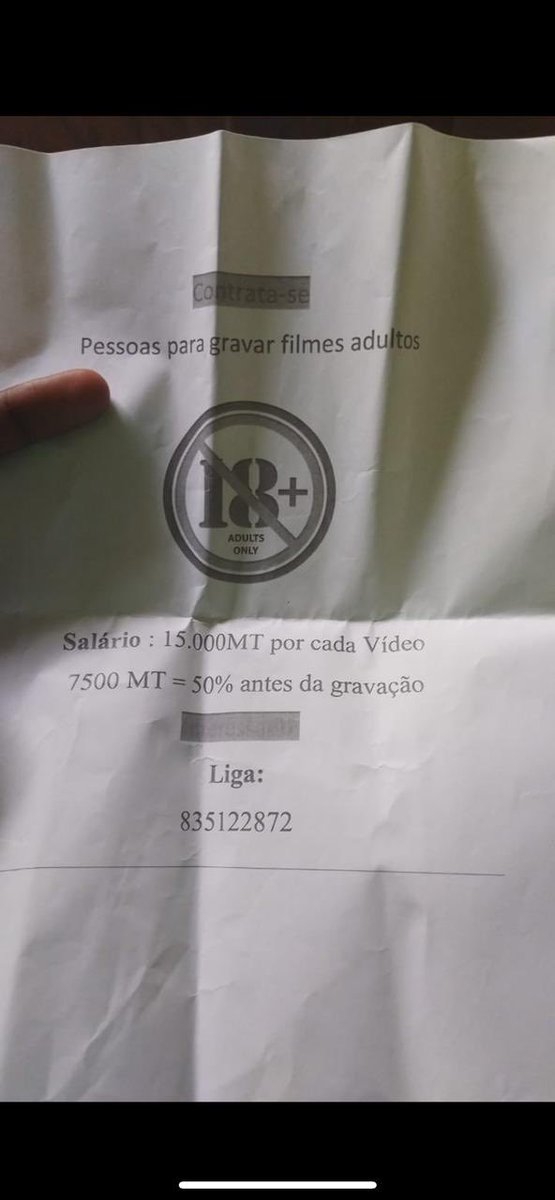 Contrata-se
Pessoas para gravar filmes adultos
18+
ADULTS
ONLY
Salário : 15.000MT por cada Vídeo
7500 MT = 50% antes da gravação
Liga:
835122872